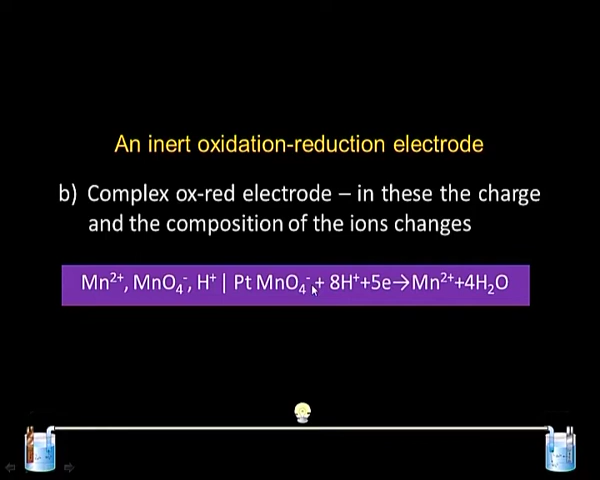 An inert oxidation-reduction electrode
b) Complex ox-red electrode – in these the charge
and the composition of the ions changes
Mn²⁺, MnO₄⁻, H⁺ | Pt MnO₄⁻+ 8H⁺+5e→Mn²⁺+4H₂O